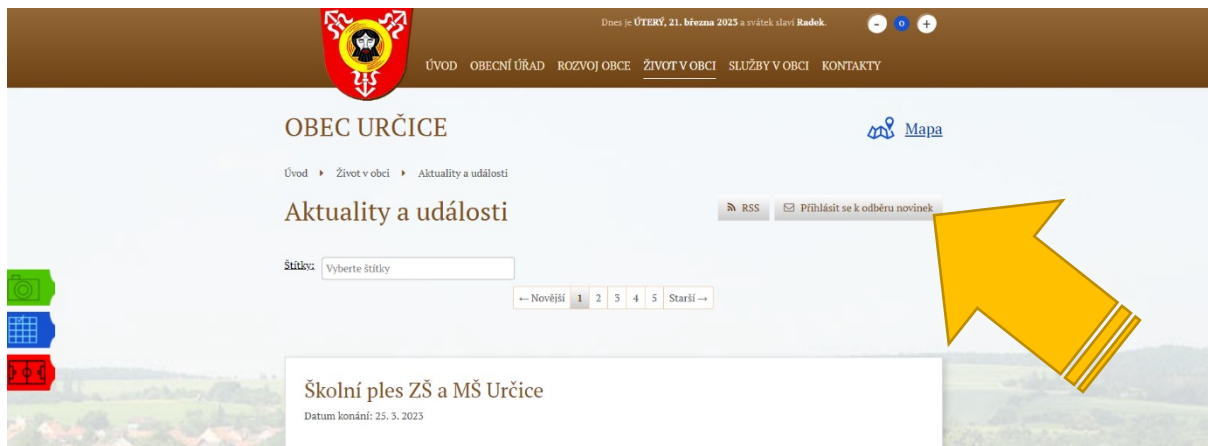 Dnes je ÚTERÝ, 21. března 2023 a svátek slaví Radek.
- 0 +
ÚVOD OBECNÍ ÚŘAD ROZVOJ OBCE ŽIVOT V OBCI SLUŽBY V OBCI KONTAKTY
OBEC URČICE
Mapa
Úvod Život v obci Aktuality a události
Aktuality a události
RSS Přihlásit se k odběru novinek
Štítky: Vyberte štítky
← Novější 1 2 3 4 5 Starší →
Školní ples ZŠ a MŠ Určice
Datum konání: 25. 3. 2023